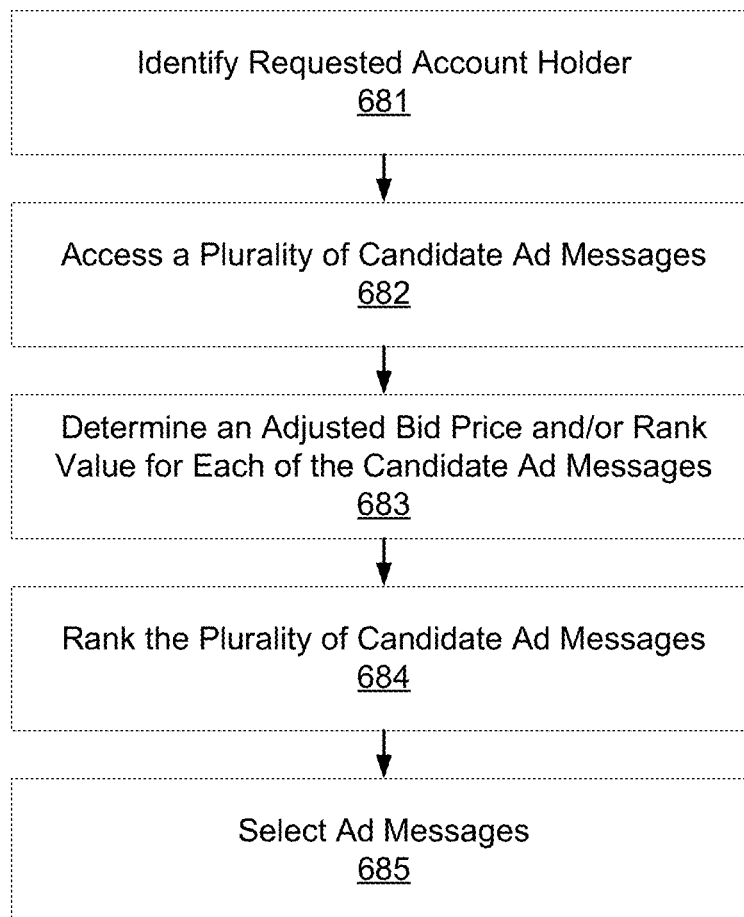 Identify Requested Account Holder
681
Access a Plurality of Candidate Ad Messages
682
Determine an Adjusted Bid Price and/or Rank
Value for Each of the Candidate Ad Messages
683
Rank the Plurality of Candidate Ad Messages
684
Select Ad Messages
685